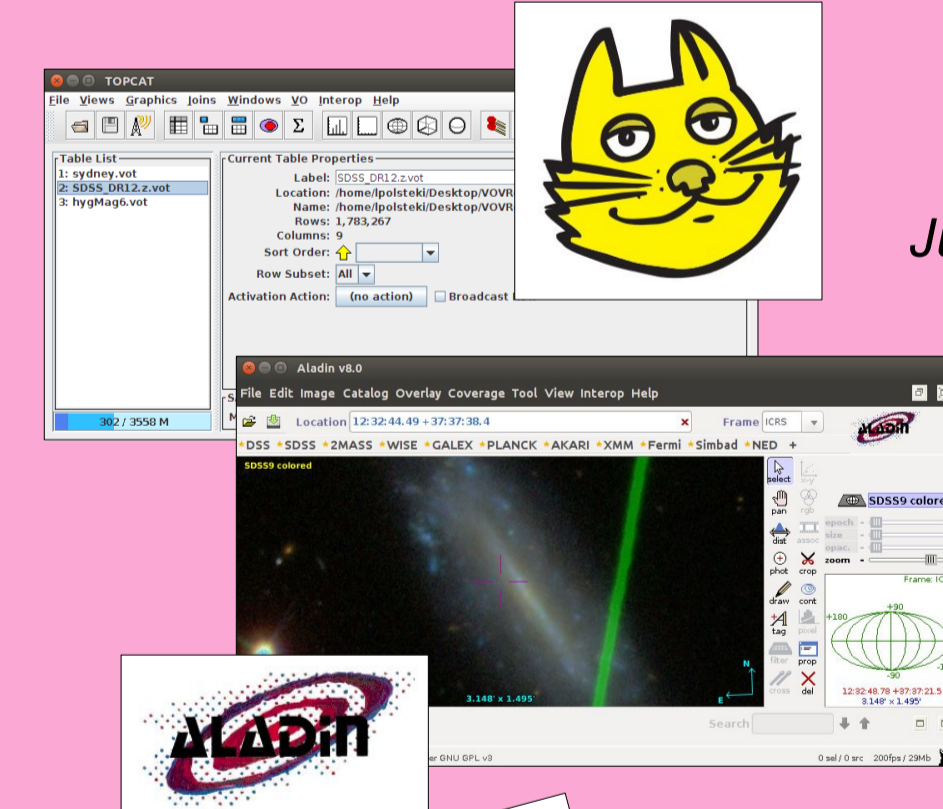 TOPCAT
File Views Graphics Joins Windows VO Interop Help
Σ
Table List
1: sydney.vot
2: SDSS_DR12.z.vot
3: hygMag6.vot
302 / 3558 M
Current Table Properties
Label: SDSS_DR12.z.vot
Location: /home/lpolsteki/Desktop/VOVR
Name: /home/lpolsteki/Desktop/VOVR
Rows: 1,783,267
Columns: 9
Sort Order:
Row Subset: All
Activation Action: (no action) Broadcast
Aladin v8.0
File Edit Image Catalog Overlay Coverage Tool View Interop Help
Location 12:32:44.49 +37:37:38.4 Frame ICRS
ALADIN
DSS SDSS 2MASS WISE GALEX PLANCK AKARI XMM Fermi Simbad NED +
SDSS9 colored
3.148' x 1.495'
N
E
select x-y
pan rgb
dist assoc
phot crop
draw cont
tag pixel
filter prop
cross del
SDSS9 colore
epoch
size
opac.
zoom
Frame: IC
+90
+180
-90
12:32:48.78 +37:37:21.5
3.148' x 1.495'
Search
er GNU GPL v3
0 sel / 0 src 200fps / 29Mb
ALADIN